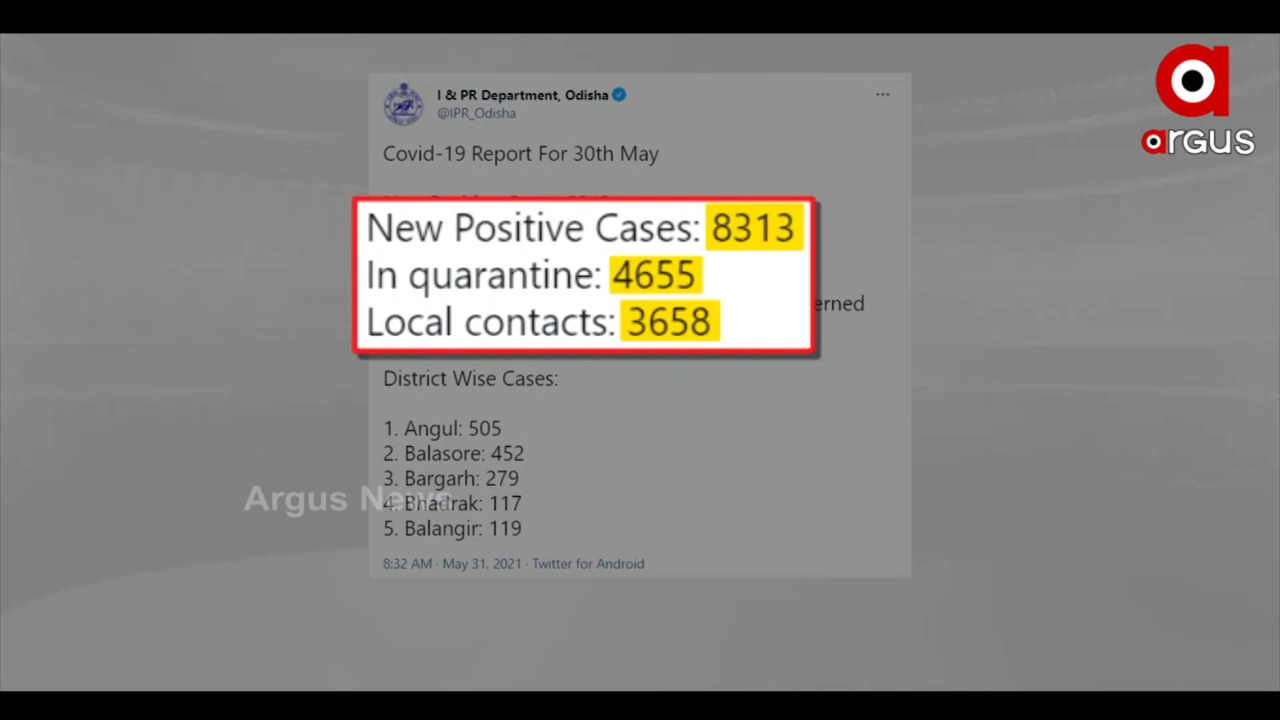 argus
I & PR Department, Odisha
@IPR_Odisha
Covid-19 Report For 30th May
New Positive Cases: 8313
In quarantine: 4655
Local contacts: 3658
erned
District Wise Cases:
1. Angul: 505
2. Balasore: 452
3. Bargarh: 279
4. Bhadrak: 117
5. Balangir: 119
Argus News
8:32 AM · May 31, 2021 · Twitter for Android